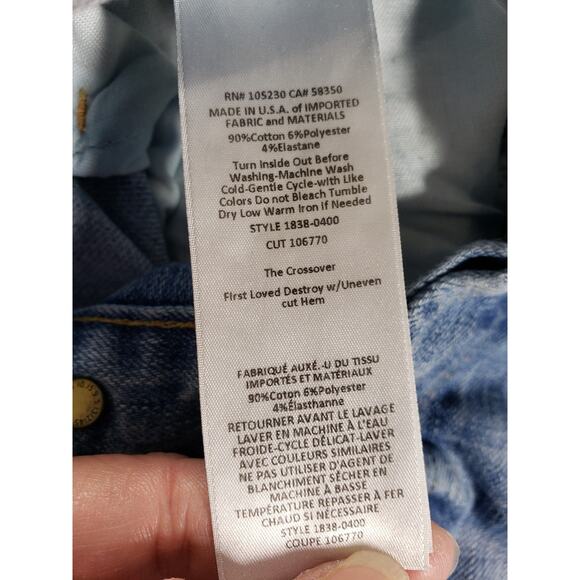 RN# 105230 CA# 58350
MADE IN U.S.A. of IMPORTED
FABRIC and MATERIALS
90%Cotton 6%Polyester
4%Elastane
Turn Inside Out Before
Washing-Machine Wash
Cold-Gentle Cycle-with Like
Colors Do not Bleach Tumble
Dry Low Warm Iron if Needed
STYLE 1838-0400
CUT 106770
The Crossover
First Loved Destroy w/Uneven
cut Hem
FABRIQUÉ AUXÉ.-U DU TISSU
IMPORTÉS ET MATÉRIAUX
90%Coton 6%Polyester
4%Élasthanne
RETOURNER AVANT LE LAVAGE
LAVER EN MACHINE À L'EAU
FROIDE-CYCLE DÉLICAT-LAVER
AVEC COULEURS SIMILAIRES
NE PAS UTILISER D'AGENT DE
BLANCHIMENT SÈCHER EN
MACHINE À BASSE
TEMPÉRATURE REPASSER À FER
CHAUD SI NÉCESSAIRE
STYLE 1838-0400
COUPE 106770